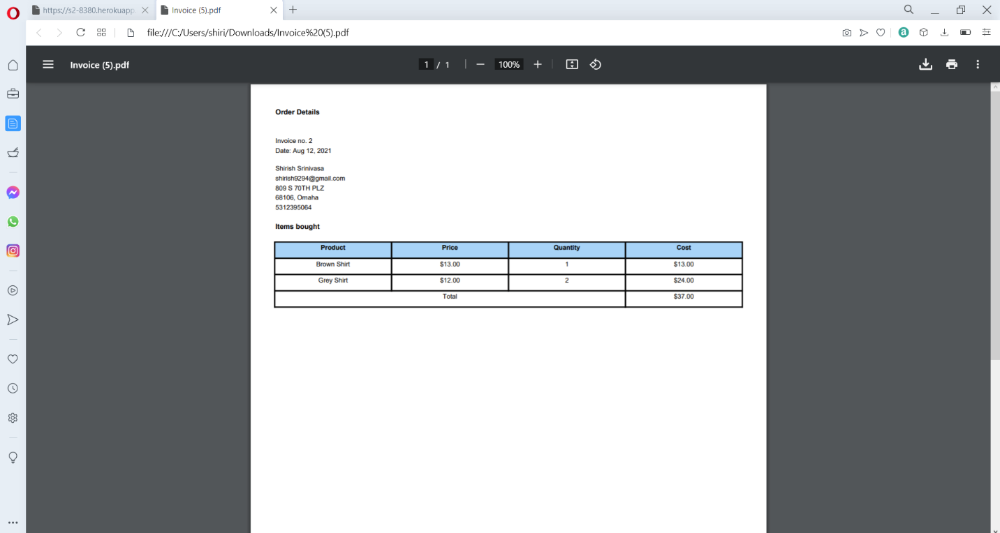 https://s2-8380.herokuapp
Invoice (5).pdf
file:///C:/Users/shiri/Downloads/Invoice%20(5).pdf
a
Invoice (5).pdf
1 / 1
100%
Order Details
Invoice no. 2
Date: Aug 12, 2021
Shirish Srinivasa
shirish9294@gmail.com
809 S 70TH PLZ
68106, Omaha
5312395064
Items bought
Product Price Quantity Cost
Brown Shirt $13.00 1 $13.00
Grey Shirt $12.00 2 $24.00
Total $37.00